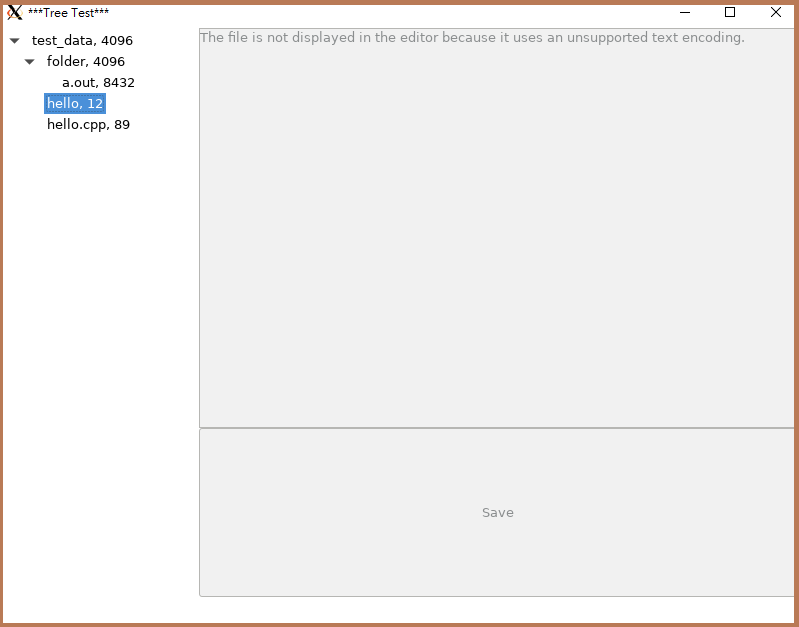 ***Tree Test***
test_data, 4096
folder, 4096
a.out, 8432
hello, 12
hello.cpp, 89
The file is not displayed in the editor because it uses an unsupported text encoding.
Save